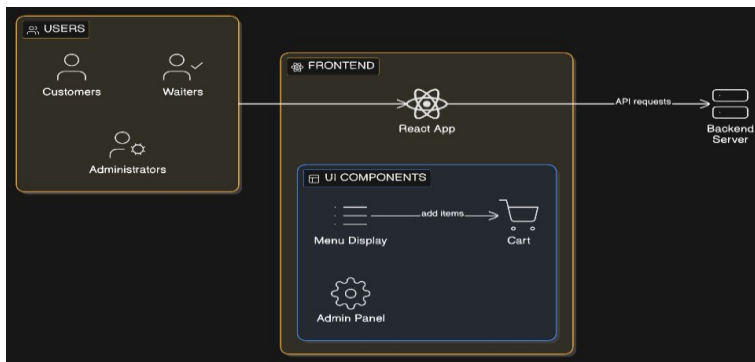 USERS
Customers
Waiters
Administrators
FRONTEND
React App
API requests
Backend
Server
UI COMPONENTS
Menu Display
add items
Cart
Admin Panel